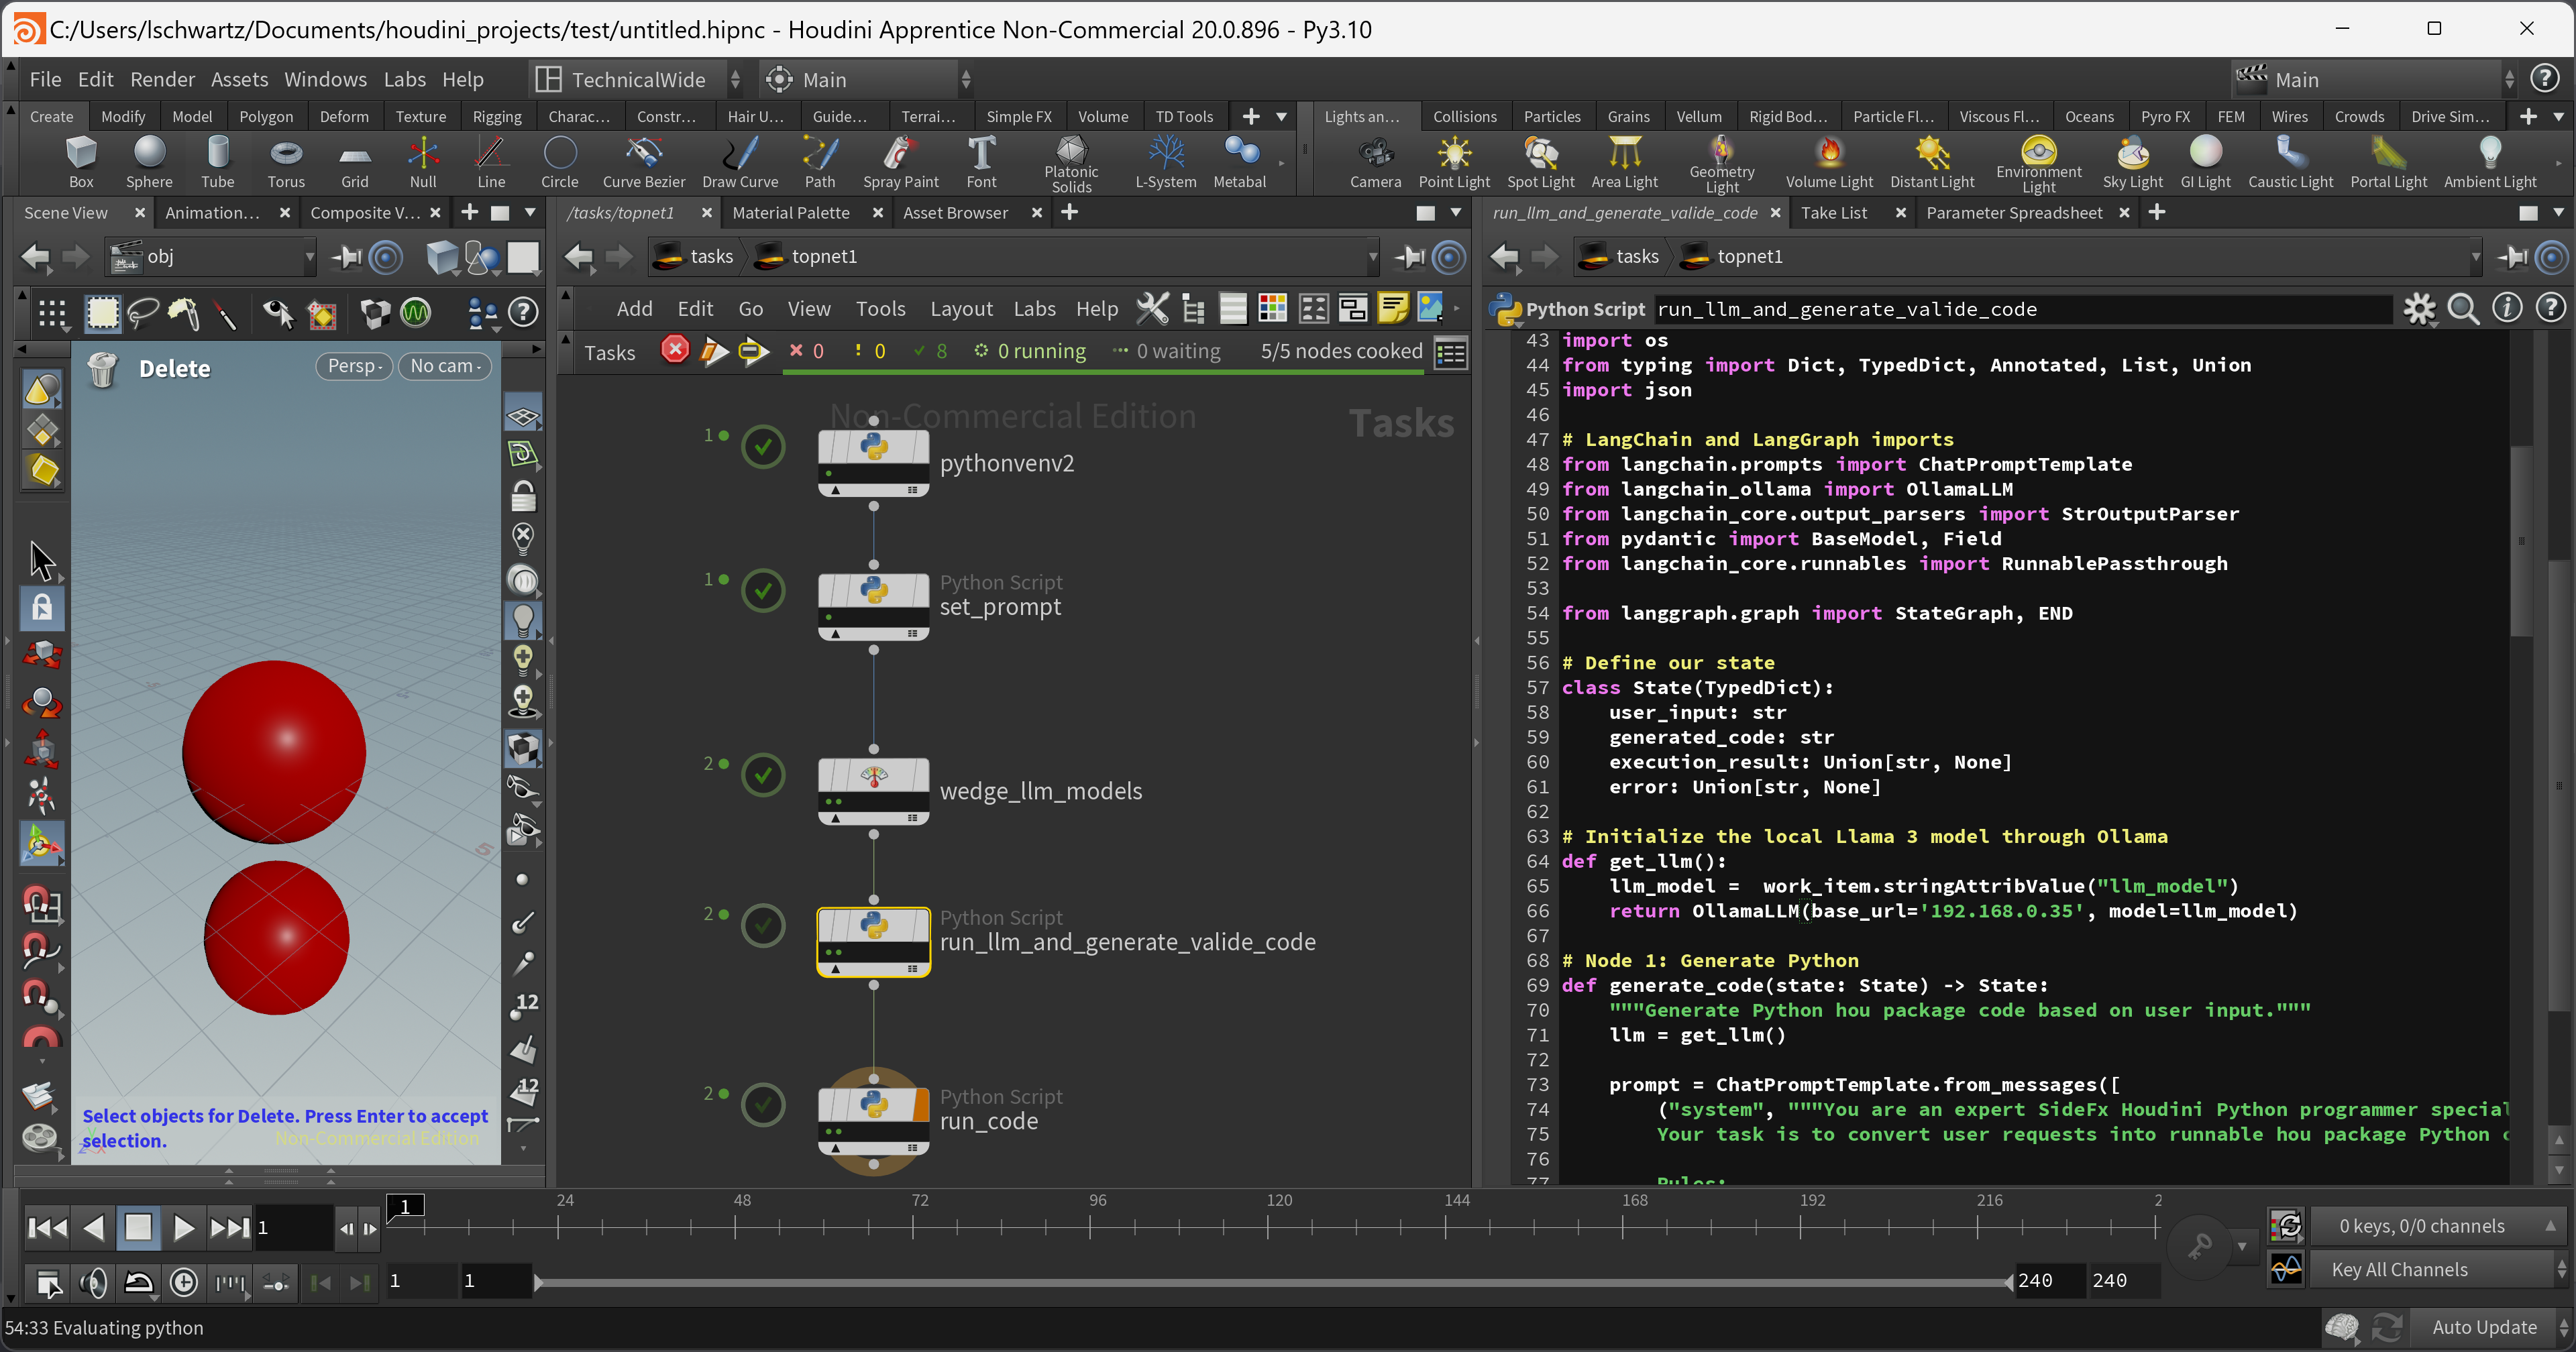 C:/Users/lschwartz/Documents/houdini_projects/test/untitled.hipnc - Houdini Apprentice Non-Commercial 20.0.896 - Py3.10
File Edit Render Assets Windows Labs Help TechnicalWide Main Main
Create Modify Model Polygon Deform Texture Rigging Charac... Constr... Hair U... Guide... Terrai... Simple FX Volume TD Tools Lights an... Collisions Particles Grains Vellum Rigid Bod... Particle Fl... Viscous Fl... Oceans Pyro FX FEM Wires Crowds Drive Sim...
Box Sphere Tube Torus Grid Null Line Circle Curve Bezier Draw Curve Path Spray Paint Font Platonic Solids L-System Metabal Camera Point Light Spot Light Area Light Geometry Light Volume Light Distant Light Environment Light Sky Light GI Light Caustic Light Portal Light Ambient Light
Scene View Animation... Composite V... /tasks/topnet1 Material Palette Asset Browser run_llm_and_generate_valide_code Take List Parameter Spreadsheet
obj tasks topnet1 tasks topnet1
Add Edit Go View Tools Layout Labs Help Python Script run_llm_and_generate_valide_code
Tasks 0 0 8 0 running 0 waiting 5/5 nodes cooked
Delete Persp No cam
Non-Commercial Edition Tasks
1 pythonvenv2
1 Python Script
set_prompt
2 wedge_llm_models
2 Python Script
run_llm_and_generate_valide_code
2 Python Script
run_code
5
12
12
Select objects for Delete. Press Enter to accept
selection. Non-Commercial Edition
43 import os
44 from typing import Dict, TypedDict, Annotated, List, Union
45 import json
46
47 # LangChain and LangGraph imports
48 from langchain.prompts import ChatPromptTemplate
49 from langchain_ollama import OllamaLLM
50 from langchain_core.output_parsers import StrOutputParser
51 from pydantic import BaseModel, Field
52 from langchain_core.runnables import RunnablePassthrough
53
54 from langgraph.graph import StateGraph, END
55
56 # Define our state
57 class State(TypedDict):
58 user_input: str
59 generated_code: str
60 execution_result: Union[str, None]
61 error: Union[str, None]
62
63 # Initialize the local Llama 3 model through Ollama
64 def get_llm():
65 llm_model =  work_item.stringAttribValue("llm_model")
66 return OllamaLLM(base_url='192.168.0.35', model=llm_model)
67
68 # Node 1: Generate Python
69 def generate_code(state: State) -> State:
70 """Generate Python hou package code based on user input."""
71 llm = get_llm()
72
73 prompt = ChatPromptTemplate.from_messages([
74 ("system", """You are an expert SideFx Houdini Python programmer special
75 Your task is to convert user requests into runnable hou package Python c
76
77 Rules:
1 1 24 48 72 96 120 144 168 192 216 2
0 keys, 0/0 channels
1 1 240 240 Key All Channels
54:33 Evaluating python Auto Update